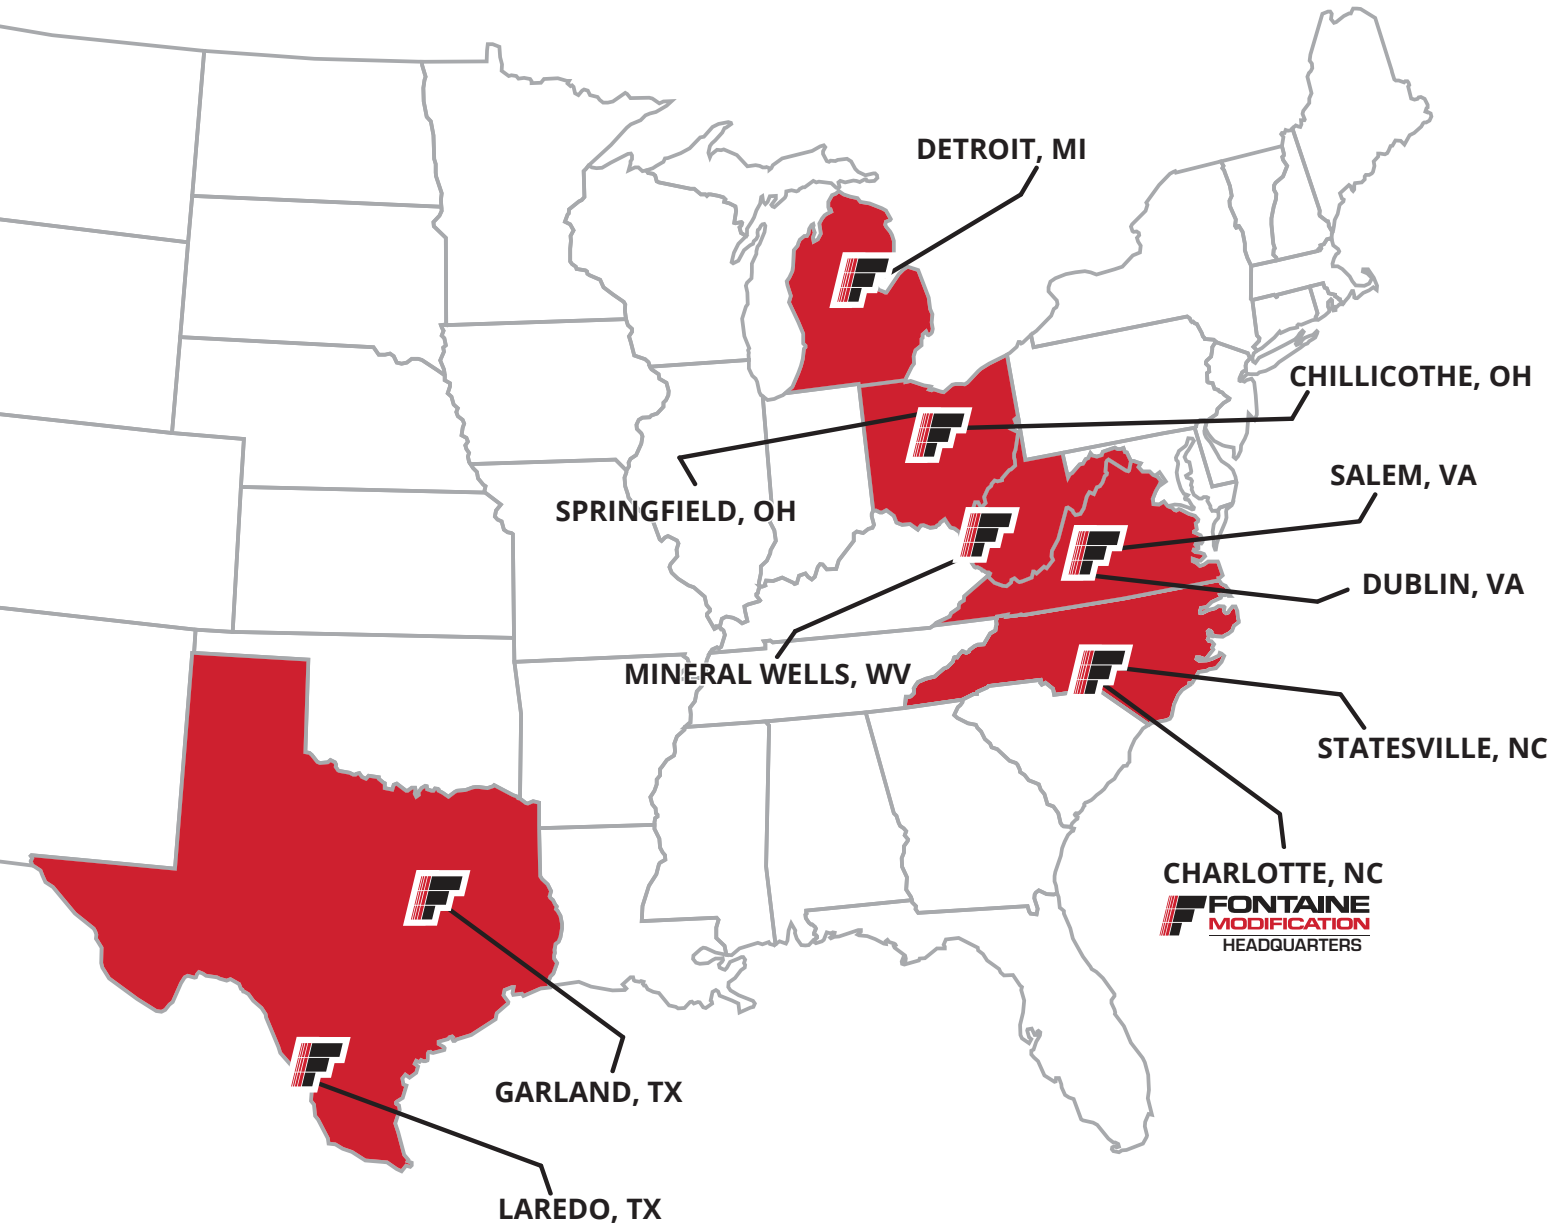 DETROIT, MI
CHILLICOTHE, OH
SALEM, VA
SPRINGFIELD, OH
DUBLIN, VA
MINERAL WELLS, WV
STATESVILLE, NC
CHARLOTTE, NC
FONTAINE
MODIFICATION
HEADQUARTERS
GARLAND, TX
LAREDO, TX